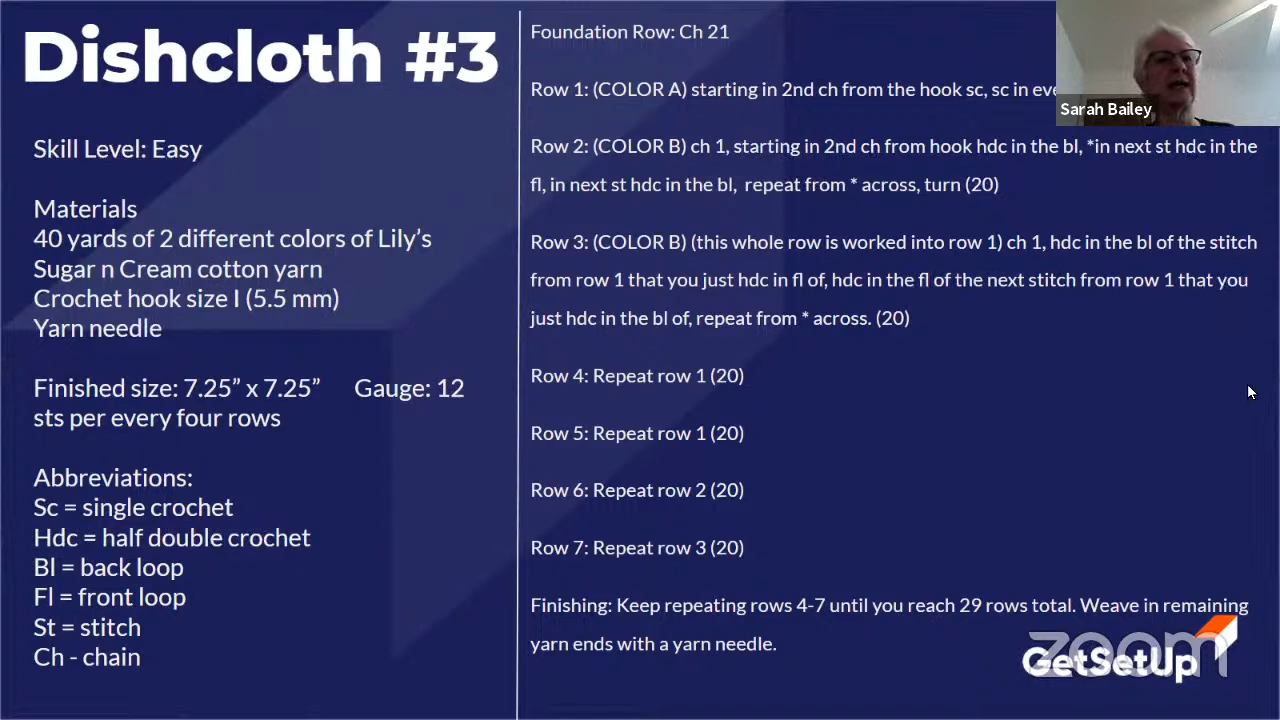 Dishcloth #3
Skill Level: Easy
Materials
40 yards of 2 different colors of Lily’s
Sugar n Cream cotton yarn
Crochet hook size I (5.5 mm)
Yarn needle
Finished size: 7.25” x 7.25” Gauge: 12
sts per every four rows
Abbreviations:
Sc = single crochet
Hdc = half double crochet
Bl = back loop
Fl = front loop
St = stitch
Ch - chain
Foundation Row: Ch 21
Row 1: (COLOR A) starting in 2nd ch from the hook sc, sc in
Row 2: (COLOR B) ch 1, starting in 2nd ch from hook hdc in the bl, *in next st hdc in the
fl, in next st hdc in the bl, repeat from * across, turn (20)
Row 3: (COLOR B) (this whole row is worked into row 1) ch 1, hdc in the bl of the stitch
from row 1 that you just hdc in fl of, hdc in the fl of the next stitch from row 1 that you
just hdc in the bl of, repeat from * across. (20)
Row 4: Repeat row 1 (20)
Row 5: Repeat row 1 (20)
Row 6: Repeat row 2 (20)
Row 7: Repeat row 3 (20)
Finishing: Keep repeating rows 4-7 until you reach 29 rows total. Weave in remaining
yarn ends with a yarn needle.
Sarah Bailey
zoom
GetSetUp